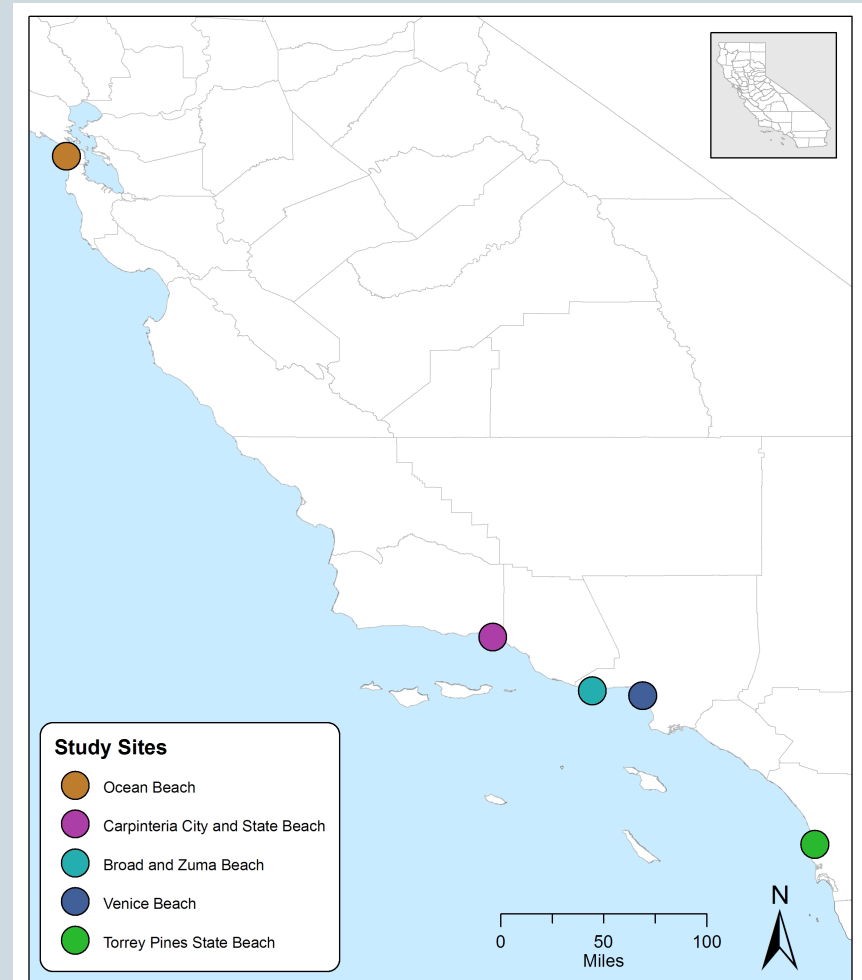 Study Sites
Ocean Beach
Carpinteria City and State Beach
Broad and Zuma Beach
Venice Beach
Torrey Pines State Beach
0 50 100
Miles
N